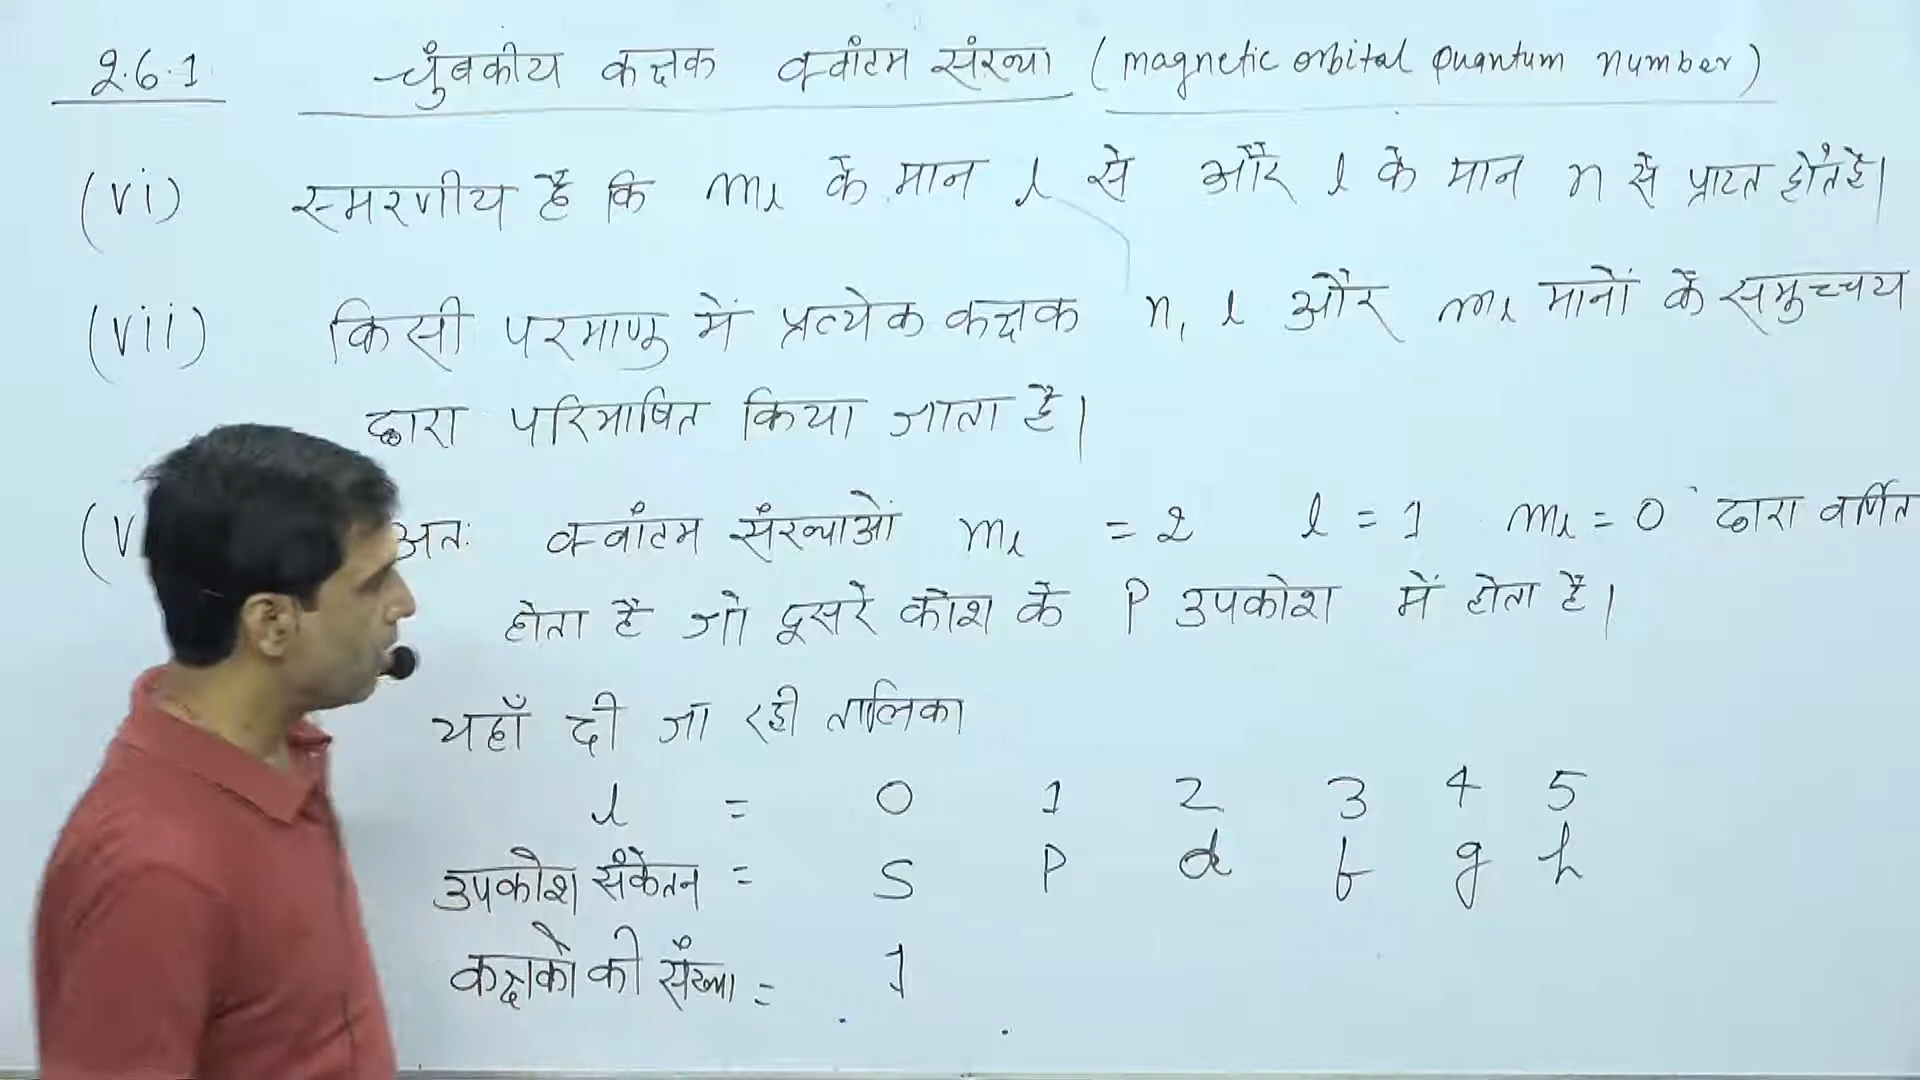 2.6.1 चुंबकीय कक्षक क्वांटम संख्या (magnetic orbital quantum number)
(vi) स्मरणीय है कि ml के मान l से और l के मान n से प्राप्त होते है।
(vii) किसी परमाणु में प्रत्येक कक्षक n, l और ml मानों के समुच्चय
द्वारा परिभाषित किया जाता है।
(v अतः क्वांटम संख्याओं ml = 2 l = 1 ml = 0 द्वारा वर्णित
होता है जो दूसरे कोश के P उपकोश में होता है।
यहाँ दी जा रही तालिका
l = 0 1 2 3 4 5
उपकोश संकेतन = S P d f g h
कक्षकों की संख्या = 1